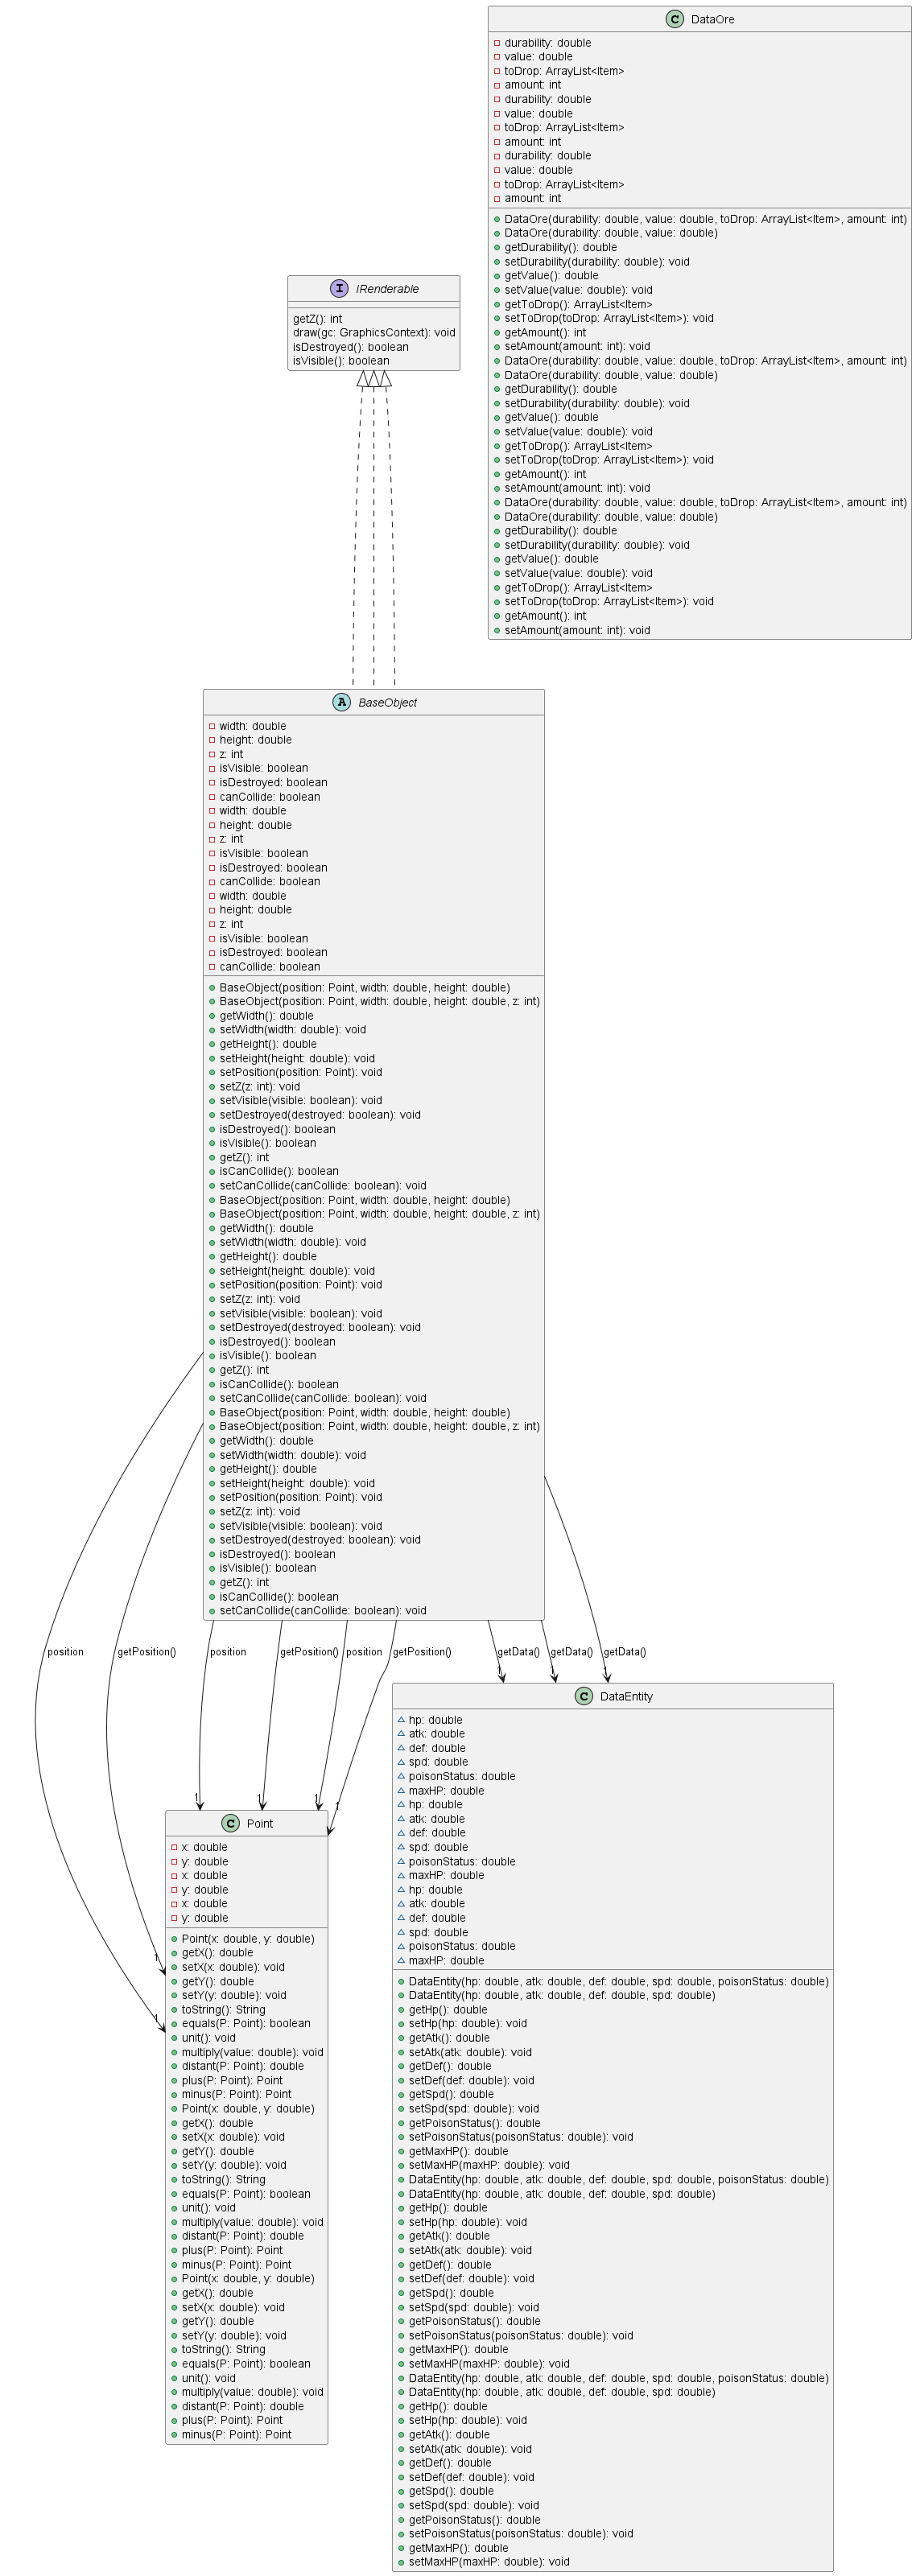 C DataOre
durability: double
value: double
toDrop: ArrayList<Item>
amount: int
durability: double
value: double
toDrop: ArrayList<Item>
amount: int
durability: double
value: double
toDrop: ArrayList<Item>
amount: int
DataOre(durability: double, value: double, toDrop: ArrayList<Item>, amount: int)
DataOre(durability: double, value: double)
getDurability(): double
setDurability(durability: double): void
getValue(): double
setValue(value: double): void
getToDrop(): ArrayList<Item>
setToDrop(toDrop: ArrayList<Item>): void
getAmount(): int
setAmount(amount: int): void
DataOre(durability: double, value: double, toDrop: ArrayList<Item>, amount: int)
DataOre(durability: double, value: double)
getDurability(): double
setDurability(durability: double): void
getValue(): double
setValue(value: double): void
getToDrop(): ArrayList<Item>
setToDrop(toDrop: ArrayList<Item>): void
getAmount(): int
setAmount(amount: int): void
DataOre(durability: double, value: double, toDrop: ArrayList<Item>, amount: int)
DataOre(durability: double, value: double)
getDurability(): double
setDurability(durability: double): void
getValue(): double
setValue(value: double): void
getToDrop(): ArrayList<Item>
setToDrop(toDrop: ArrayList<Item>): void
getAmount(): int
setAmount(amount: int): void
I IRenderable
getZ(): int
draw(gc: GraphicsContext): void
isDestroyed(): boolean
isVisible(): boolean
A BaseObject
width: double
height: double
z: int
isVisible: boolean
isDestroyed: boolean
canCollide: boolean
width: double
height: double
z: int
isVisible: boolean
isDestroyed: boolean
canCollide: boolean
width: double
height: double
z: int
isVisible: boolean
isDestroyed: boolean
canCollide: boolean
BaseObject(position: Point, width: double, height: double)
BaseObject(position: Point, width: double, height: double, z: int)
getWidth(): double
setWidth(width: double): void
getHeight(): double
setHeight(height: double): void
setPosition(position: Point): void
setZ(z: int): void
setVisible(visible: boolean): void
setDestroyed(destroyed: boolean): void
isDestroyed(): boolean
isVisible(): boolean
getZ(): int
isCanCollide(): boolean
setCanCollide(canCollide: boolean): void
BaseObject(position: Point, width: double, height: double)
BaseObject(position: Point, width: double, height: double, z: int)
getWidth(): double
setWidth(width: double): void
getHeight(): double
setHeight(height: double): void
setPosition(position: Point): void
setZ(z: int): void
setVisible(visible: boolean): void
setDestroyed(destroyed: boolean): void
isDestroyed(): boolean
isVisible(): boolean
getZ(): int
isCanCollide(): boolean
setCanCollide(canCollide: boolean): void
BaseObject(position: Point, width: double, height: double)
BaseObject(position: Point, width: double, height: double, z: int)
getWidth(): double
setWidth(width: double): void
getHeight(): double
setHeight(height: double): void
setPosition(position: Point): void
setZ(z: int): void
setVisible(visible: boolean): void
setDestroyed(destroyed: boolean): void
isDestroyed(): boolean
isVisible(): boolean
getZ(): int
isCanCollide(): boolean
setCanCollide(canCollide: boolean): void
position getPosition() position getPosition() position getPosition() getData() getData() getData()
1 1 1
1 1 1 1
1
1
C Point
x: double
y: double
x: double
y: double
x: double
y: double
Point(x: double, y: double)
getX(): double
setX(x: double): void
getY(): double
setY(y: double): void
toString(): String
equals(P: Point): boolean
unit(): void
multiply(value: double): void
distant(P: Point): double
plus(P: Point): Point
minus(P: Point): Point
Point(x: double, y: double)
getX(): double
setX(x: double): void
getY(): double
setY(y: double): void
toString(): String
equals(P: Point): boolean
unit(): void
multiply(value: double): void
distant(P: Point): double
plus(P: Point): Point
minus(P: Point): Point
Point(x: double, y: double)
getX(): double
setX(x: double): void
getY(): double
setY(y: double): void
toString(): String
equals(P: Point): boolean
unit(): void
multiply(value: double): void
distant(P: Point): double
plus(P: Point): Point
minus(P: Point): Point
C DataEntity
hp: double
atk: double
def: double
spd: double
poisonStatus: double
maxHP: double
hp: double
atk: double
def: double
spd: double
poisonStatus: double
maxHP: double
hp: double
atk: double
def: double
spd: double
poisonStatus: double
maxHP: double
DataEntity(hp: double, atk: double, def: double, spd: double, poisonStatus: double)
DataEntity(hp: double, atk: double, def: double, spd: double)
getHp(): double
setHp(hp: double): void
getAtk(): double
setAtk(atk: double): void
getDef(): double
setDef(def: double): void
getSpd(): double
setSpd(spd: double): void
getPoisonStatus(): double
setPoisonStatus(poisonStatus: double): void
getMaxHP(): double
setMaxHP(maxHP: double): void
DataEntity(hp: double, atk: double, def: double, spd: double, poisonStatus: double)
DataEntity(hp: double, atk: double, def: double, spd: double)
getHp(): double
setHp(hp: double): void
getAtk(): double
setAtk(atk: double): void
getDef(): double
setDef(def: double): void
getSpd(): double
setSpd(spd: double): void
getPoisonStatus(): double
setPoisonStatus(poisonStatus: double): void
getMaxHP(): double
setMaxHP(maxHP: double): void
DataEntity(hp: double, atk: double, def: double, spd: double, poisonStatus: double)
DataEntity(hp: double, atk: double, def: double, spd: double)
getHp(): double
setHp(hp: double): void
getAtk(): double
setAtk(atk: double): void
getDef(): double
setDef(def: double): void
getSpd(): double
setSpd(spd: double): void
getPoisonStatus(): double
setPoisonStatus(poisonStatus: double): void
getMaxHP(): double
setMaxHP(maxHP: double): void